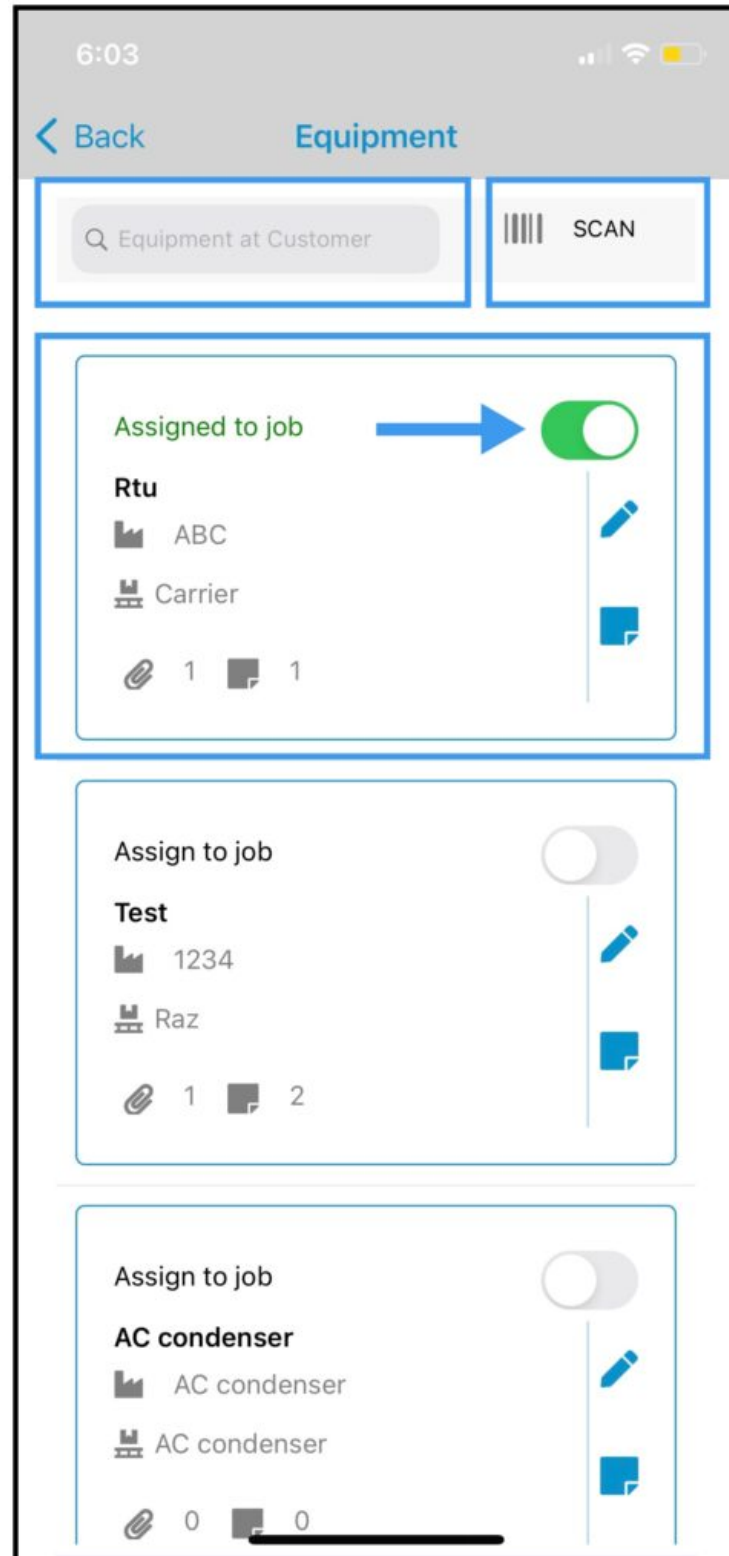 6:03
Back Equipment
Equipment at Customer SCAN
Assigned to job
Rtu
ABC
Carrier
1 1
Assign to job
Test
1234
Raz
1 2
Assign to job
AC condenser
AC condenser
AC condenser
0 0